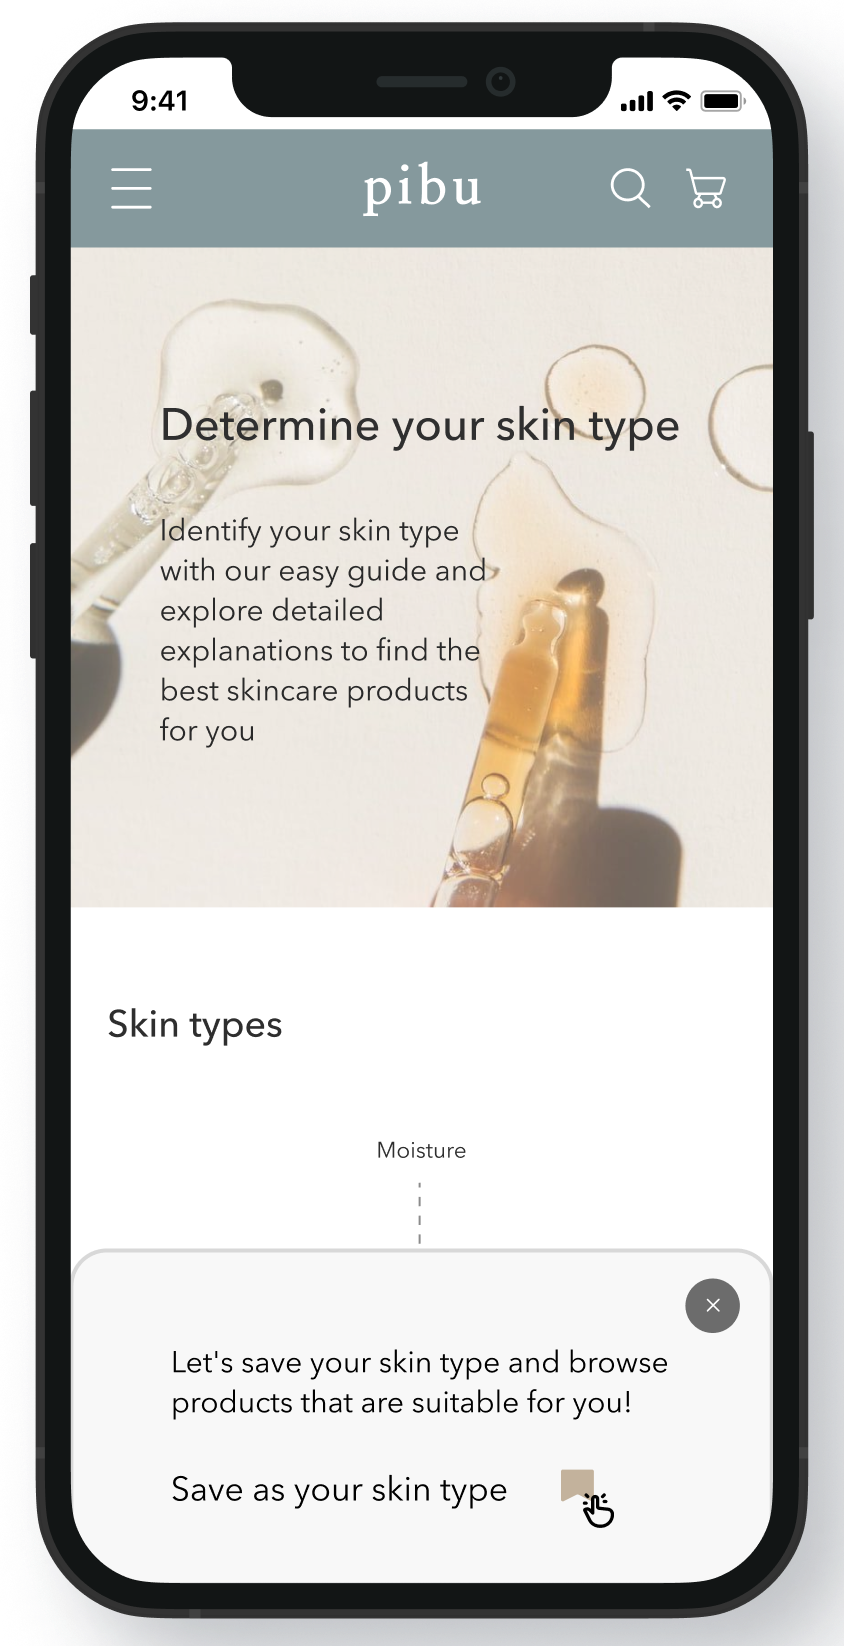 9:41
pibu
Determine your skin type
Identify your skin type
with our easy guide and
explore detailed
explanations to find the
best skincare products
for you
Skin types
Moisture
Let's save your skin type and browse
products that are suitable for you!
Save as your skin type